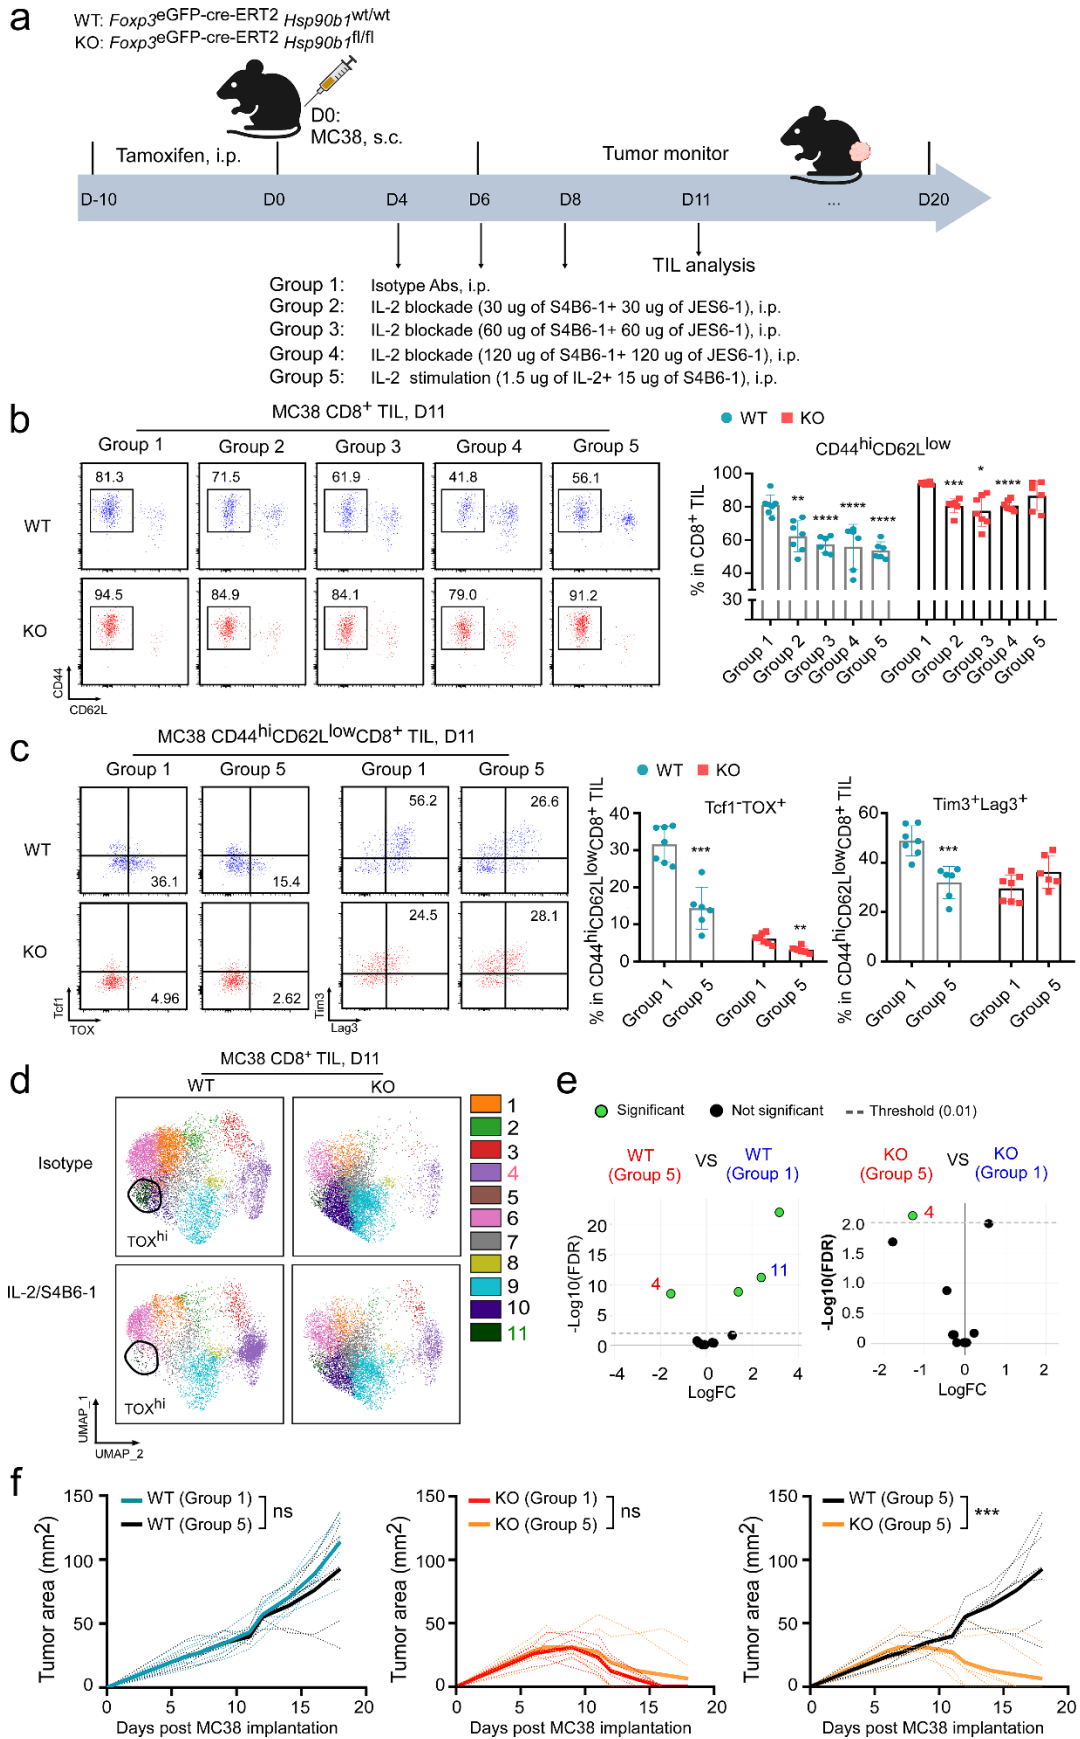 a
WT: Foxp3eGFP-cre-ERT2 Hsp90b1wt/wt
KO: Foxp3eGFP-cre-ERT2 Hsp90b1fl/fl
D0:
MC38, s.c.
Tamoxifen, i.p.
Tumor monitor
D-10 D0 D4 D6 D8 D11 ... D20
TIL analysis
Group 1: Isotype Abs, i.p.
Group 2: IL-2 blockade (30 ug of S4B6-1+ 30 ug of JES6-1), i.p.
Group 3: IL-2 blockade (60 ug of S4B6-1+ 60 ug of JES6-1), i.p.
Group 4: IL-2 blockade (120 ug of S4B6-1+ 120 ug of JES6-1), i.p.
Group 5: IL-2 stimulation (1.5 ug of IL-2+ 15 ug of S4B6-1), i.p.
b
MC38 CD8+ TIL, D11
Group 1 Group 2 Group 3 Group 4 Group 5
WT
81.3 71.5 61.9 41.8 56.1
KO
94.5 84.9 84.1 79.0 91.2
CD44
CD62L
WT KO
CD44hiCD62Llow
% in CD8+ TIL
100
80
60
40
30
0
** **** **** **** *** * ****
Group 1 Group 2 Group 3 Group 4 Group 5 Group 1 Group 2 Group 3 Group 4 Group 5
c
MC38 CD44hiCD62LlowCD8+ TIL, D11
Group 1 Group 5 Group 1 Group 5
WT
36.1 15.4 56.2 26.6
KO
4.96 2.62 24.5 28.1
Tcf1
TOX
Tim3
Lag3
WT KO
% in CD44hiCD62LlowCD8+ TIL
Tcf1-TOX+
40
30
20
10
0
*** **
Group 1 Group 5 Group 1 Group 5
% in CD44hiCD62LlowCD8+ TIL
Tim3+Lag3+
60
40
20
0
***
Group 1 Group 5 Group 1 Group 5
d
MC38 CD8+ TIL, D11
WT KO
Isotype
TOXhi
IL-2/S4B6-1
TOXhi
UMAP_1
UMAP_2
1
2
3
4
5
6
7
8
9
10
11
e
Significant Not significant Threshold (0.01)
WT (Group 5) VS WT (Group 1)
-Log10(FDR)
20
15
10
5
0
4
11
-4 -2 0 2 4
LogFC
KO (Group 5) VS KO (Group 1)
-Log10(FDR)
2.0
1.5
1.0
0.5
0
4
-2 -1 0 1 2
LogFC
f
WT (Group 1)
WT (Group 5)
ns
Tumor area (mm2)
150
100
50
0
0 5 10 15 20
Days post MC38 implantation
KO (Group 1)
KO (Group 5)
ns
Tumor area (mm2)
150
100
50
0
0 5 10 15 20
Days post MC38 implantation
WT (Group 5)
KO (Group 5)
***
Tumor area (mm2)
150
100
50
0
0 5 10 15 20
Days post MC38 implantation